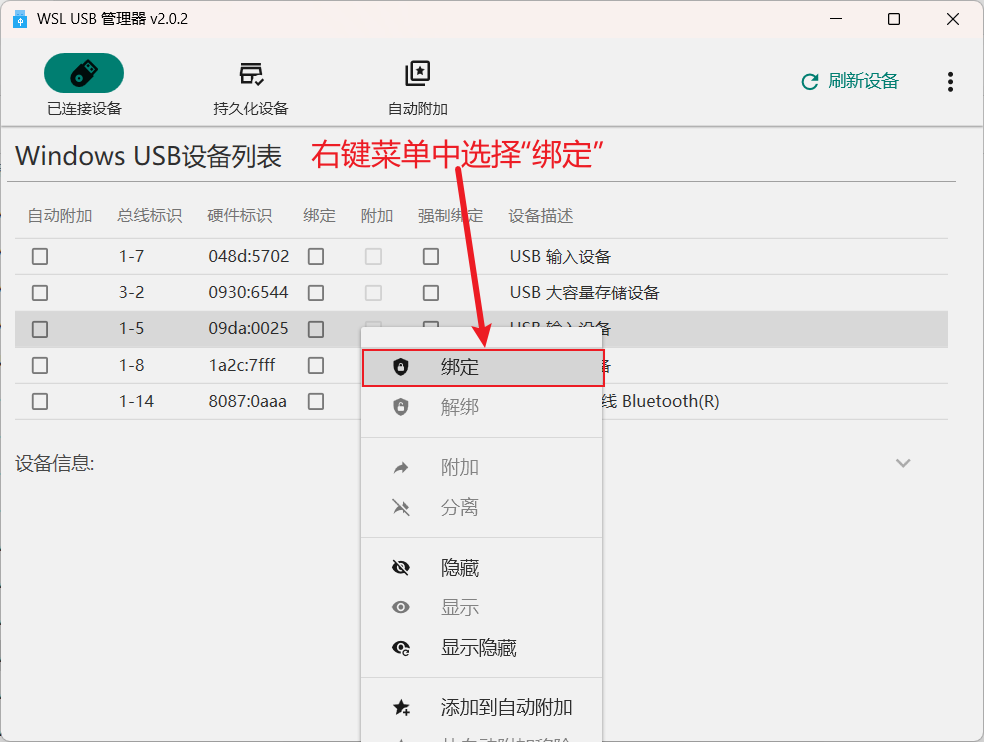 WSL USB 管理器 v2.0.2
已连接设备
持久化设备
自动附加
刷新设备
Windows USB设备列表
右键菜单中选择“绑定”
自动附加 总线标识 硬件标识 绑定 附加 强制绑定 设备描述
1-7 048d:5702 USB 输入设备
3-2 0930:6544 USB 大容量存储设备
1-5 09da:0025 USB 输入设备
1-8 1a2c:7fff 备
1-14 8087:0aaa 线 Bluetooth(R)
设备信息:
绑定
解绑
附加
分离
隐藏
显示
显示隐藏
添加到自动附加